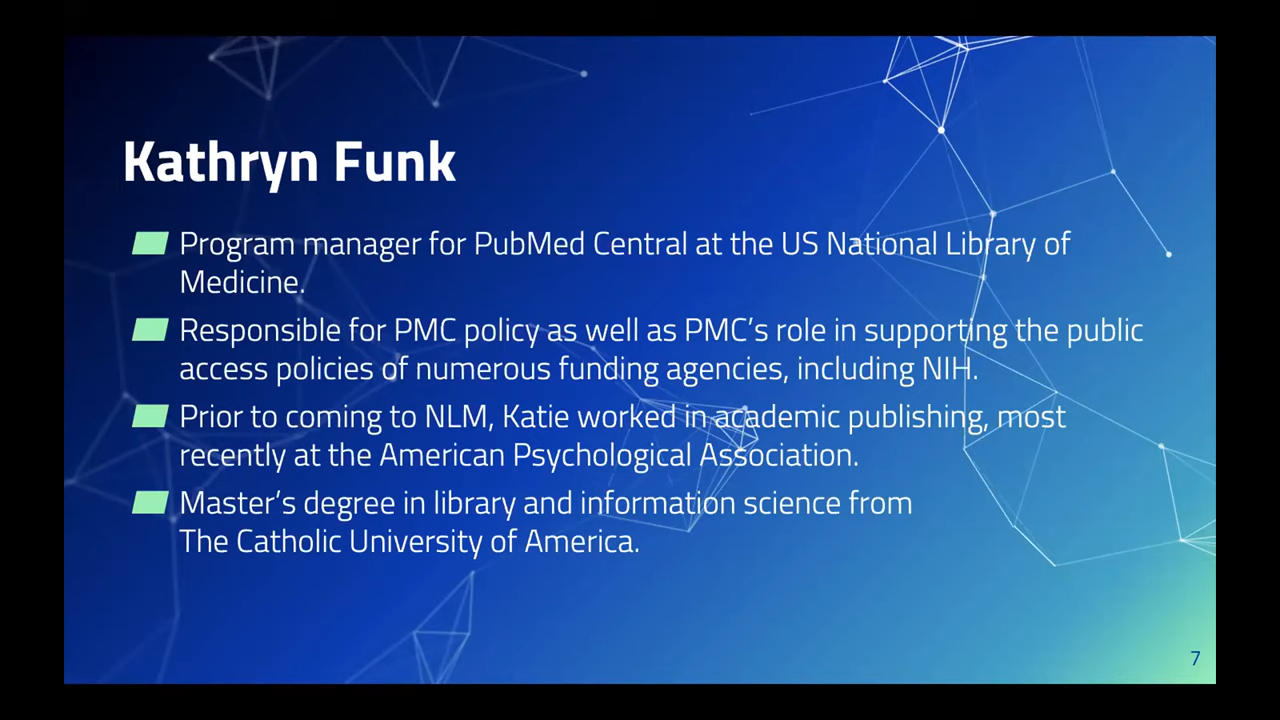 Kathryn Funk
Program manager for PubMed Central at the US National Library of
Medicine.
Responsible for PMC policy as well as PMC’s role in supporting the public
access policies of numerous funding agencies, including NIH.
Prior to coming to NLM, Katie worked in academic publishing, most
recently at the American Psychological Association.
Master’s degree in library and information science from
The Catholic University of America.
7